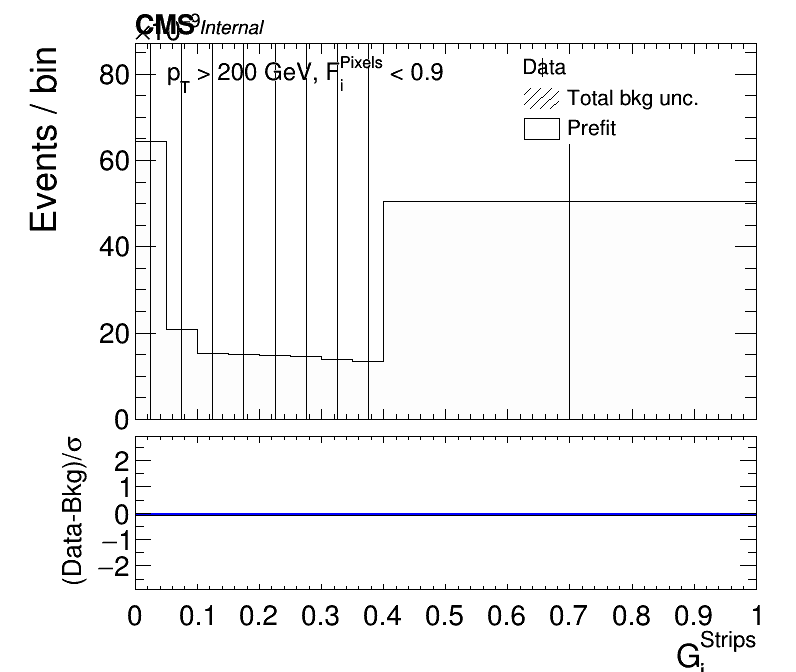 CMS Internal
×10⁹
Events / bin
p_T > 200 GeV, F_i^Pixels < 0.9
Data
Total bkg unc.
Prefit
80
60
40
20
0
(Data-Bkg)/σ
2
1
0
−1
−2
0 0.1 0.2 0.3 0.4 0.5 0.6 0.7 0.8 0.9 1
G_i^Strips